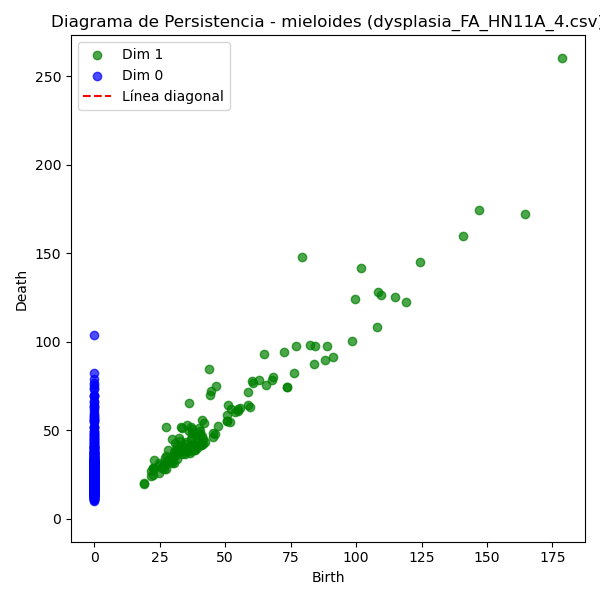 Diagrama de Persistencia - mieloides (dysplasia_FA_HN11A_4.csv)
Dim 1
Dim 0
Línea diagonal
250
200
150
100
50
0
Death
0 25 50 75 100 125 150 175
Birth